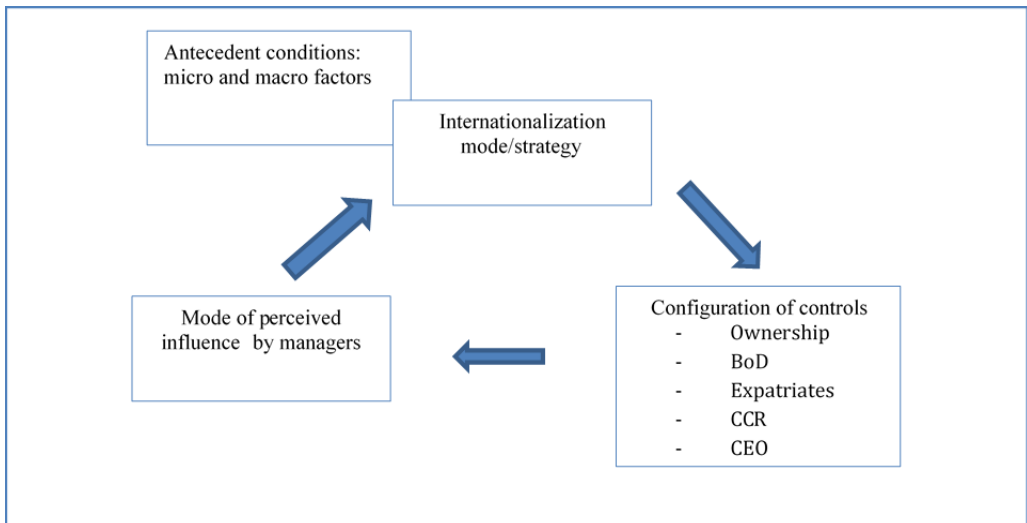 Antecedent conditions:
micro and macro factors
Internationalization
mode/strategy
Mode of perceived
influence  by managers
Configuration of controls
- Ownership
- BoD
- Expatriates
- CCR
- CEO